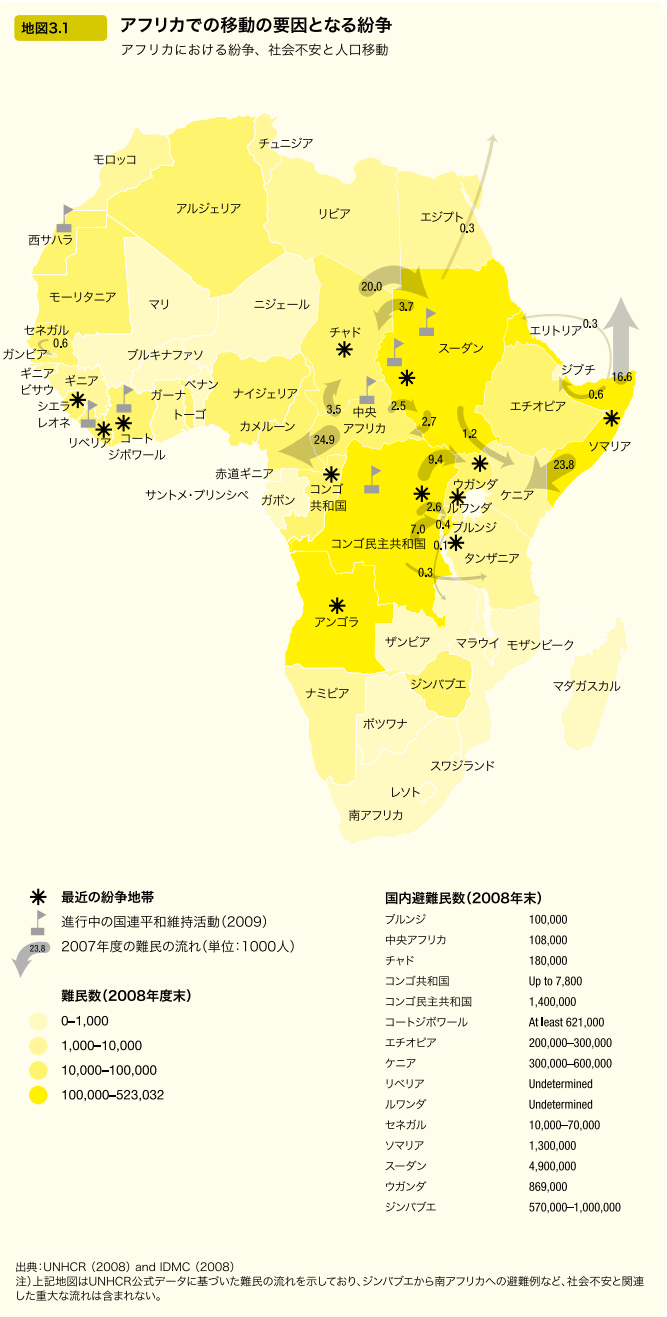 地図3.1
アフリカでの移動の要因となる紛争
アフリカにおける紛争、社会不安と人口移動
チュニジア
モロッコ
アルジェリア
リビア
エジプト
0.3
西サハラ
モーリタニア
マリ
ニジェール
20.0
3.7
チャド
スーダン
エリトリア
0.3
セネガル
0.6
ガンビア
ギニア
ビサウ
ギニア
シエラ
レオネ
リベリア
コート
ジボワール
ブルキナファソ
ガーナ
ベナン
トーゴ
ナイジェリア
カメルーン
3.5
中央
アフリカ
2.5
2.7
24.9
ジブチ
16.6
0.6
エチオピア
1.2
ソマリア
23.8
9.4
赤道ギニア
サントメ・プリンシペ
ガボン
コンゴ
共和国
ウガンダ
ケニア
2.6
ルワンダ
7.0
0.4
ブルンジ
コンゴ民主共和国
0.1
タンザニア
0.3
アンゴラ
ザンビア
マラウイ
モザンビーク
ジンバブエ
マダガスカル
ナミビア
ボツワナ
スワジランド
レソト
南アフリカ
最近の紛争地帯
進行中の国連平和維持活動(2009)
23.8
2007年度の難民の流れ(単位:1000人)
難民数(2008年度末)
0–1,000
1,000–10,000
10,000–100,000
100,000–523,032
国内避難民数(2008年末)
ブルンジ 100,000
中央アフリカ 108,000
チャド 180,000
コンゴ共和国 Up to 7,800
コンゴ民主共和国 1,400,000
コートジボワール At least 621,000
エチオピア 200,000–300,000
ケニア 300,000–600,000
リベリア Undetermined
ルワンダ Undetermined
セネガル 10,000–70,000
ソマリア 1,300,000
スーダン 4,900,000
ウガンダ 869,000
ジンバブエ 570,000–1,000,000
出典:UNHCR (2008) and IDMC (2008)
注)上記地図はUNHCR公式データに基づいた難民の流れを示しており、ジンバブエから南アフリカへの避難例など、社会不安と関連
した重大な流れは含まれない。